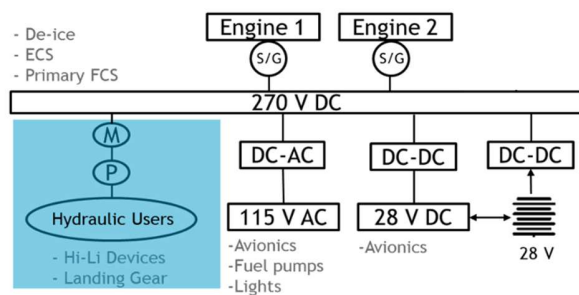 - De-ice
- ECS
- Primary FCS
Engine 1
Engine 2
S/G
S/G
270 V DC
M
P
Hydraulic Users
- Hi-Li Devices
- Landing Gear
DC-AC
DC-DC
DC-DC
115 V AC
28 V DC
28 V
-Avionics
-Fuel pumps
-Lights
-Avionics